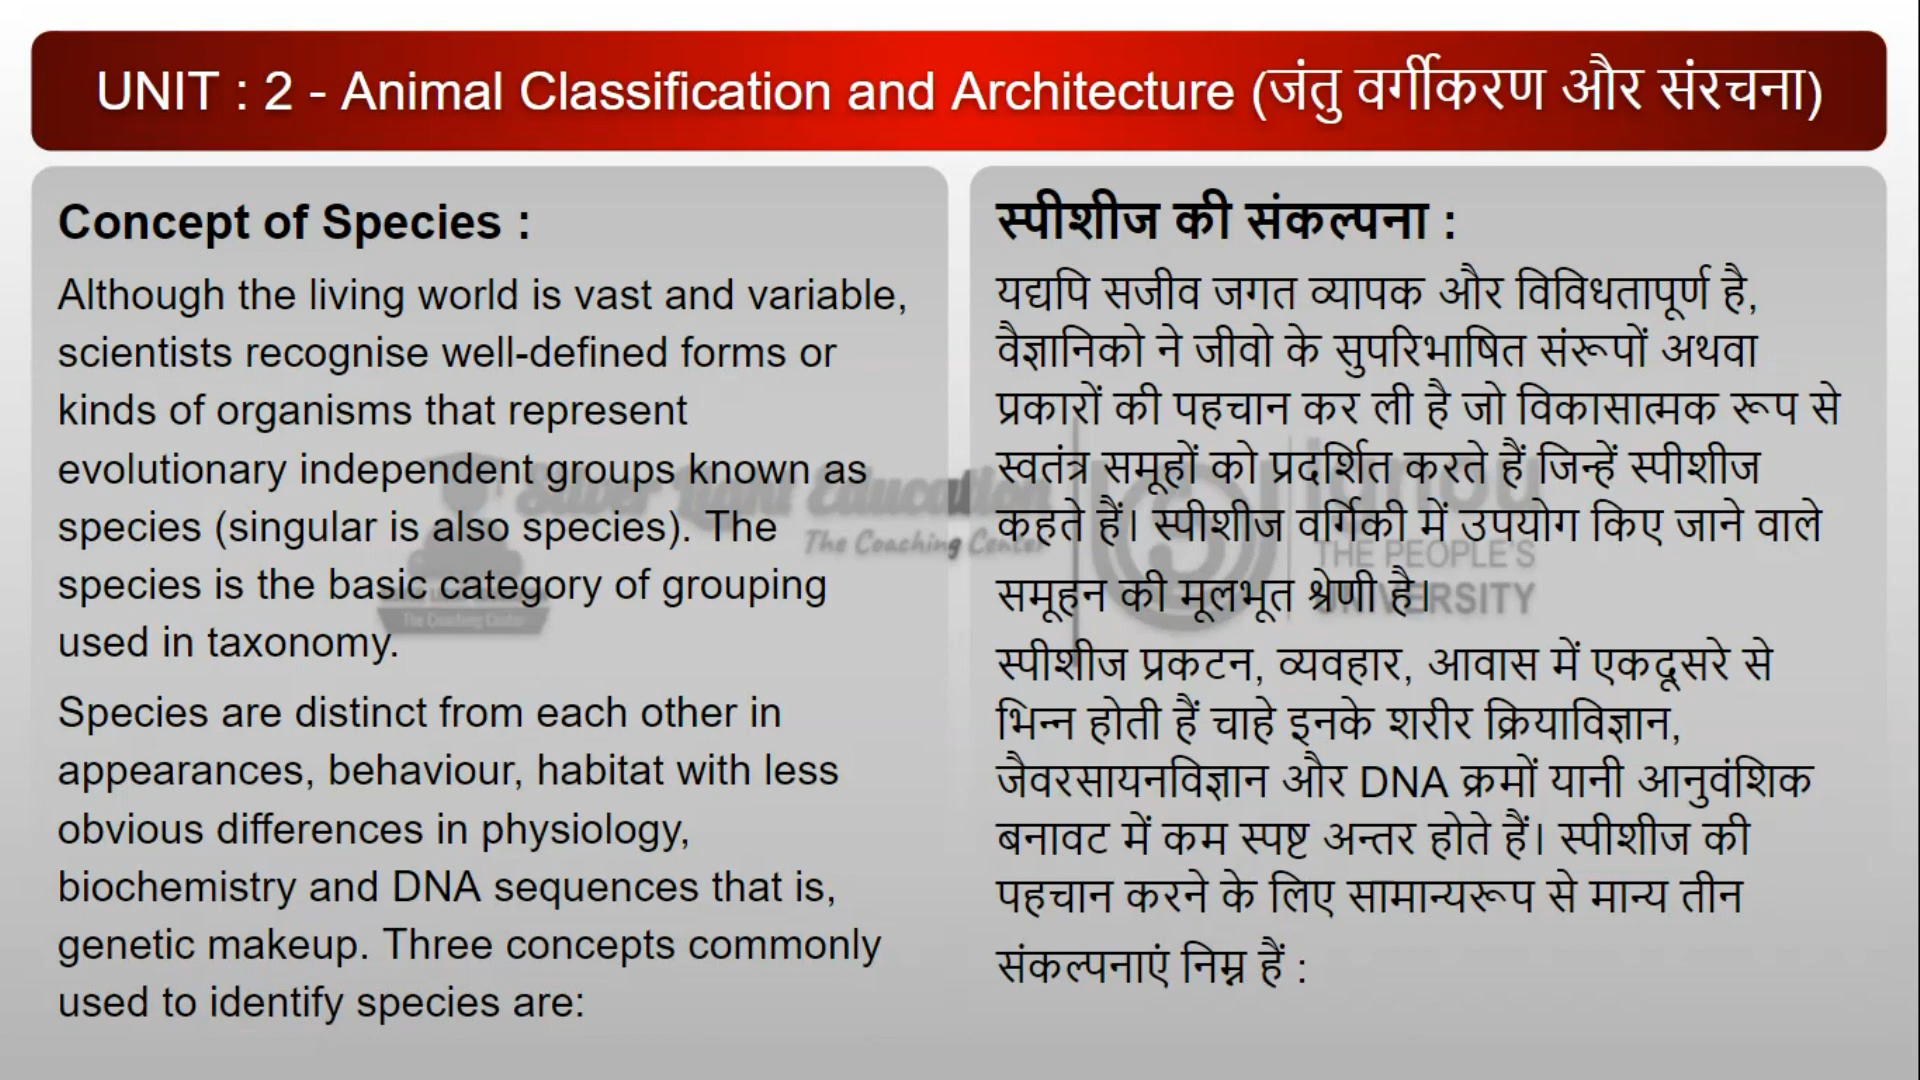 UNIT : 2 - Animal Classification and Architecture (जंतु वर्गीकरण और संरचना)
Concept of Species :
Although the living world is vast and variable,
scientists recognise well-defined forms or
kinds of organisms that represent
evolutionary independent groups known as
species (singular is also species). The
species is the basic category of grouping
used in taxonomy.
Species are distinct from each other in
appearances, behaviour, habitat with less
obvious differences in physiology,
biochemistry and DNA sequences that is,
genetic makeup. Three concepts commonly
used to identify species are:
स्पीशीज की संकल्पना :
यद्यपि सजीव जगत व्यापक और विविधतापूर्ण है,
वैज्ञानिको ने जीवो के सुपरिभाषित संरूपों अथवा
प्रकारों की पहचान कर ली है जो विकासात्मक रूप से
स्वतंत्र समूहों को प्रदर्शित करते हैं जिन्हें स्पीशीज
कहते हैं। स्पीशीज वर्गिकी में उपयोग किए जाने वाले
समूहन की मूलभूत श्रेणी है।
स्पीशीज प्रकटन, व्यवहार, आवास में एकदूसरे से
भिन्न होती हैं चाहे इनके शरीर क्रियाविज्ञान,
जैवरसायनविज्ञान और DNA क्रमों यानी आनुवंशिक
बनावट में कम स्पष्ट अन्तर होते हैं। स्पीशीज की
पहचान करने के लिए सामान्यरूप से मान्य तीन
संकल्पनाएं निम्न हैं :
Silver Light Education
The Coaching Center
The Coaching Center
ignou
THE PEOPLE'S
UNIVERSITY